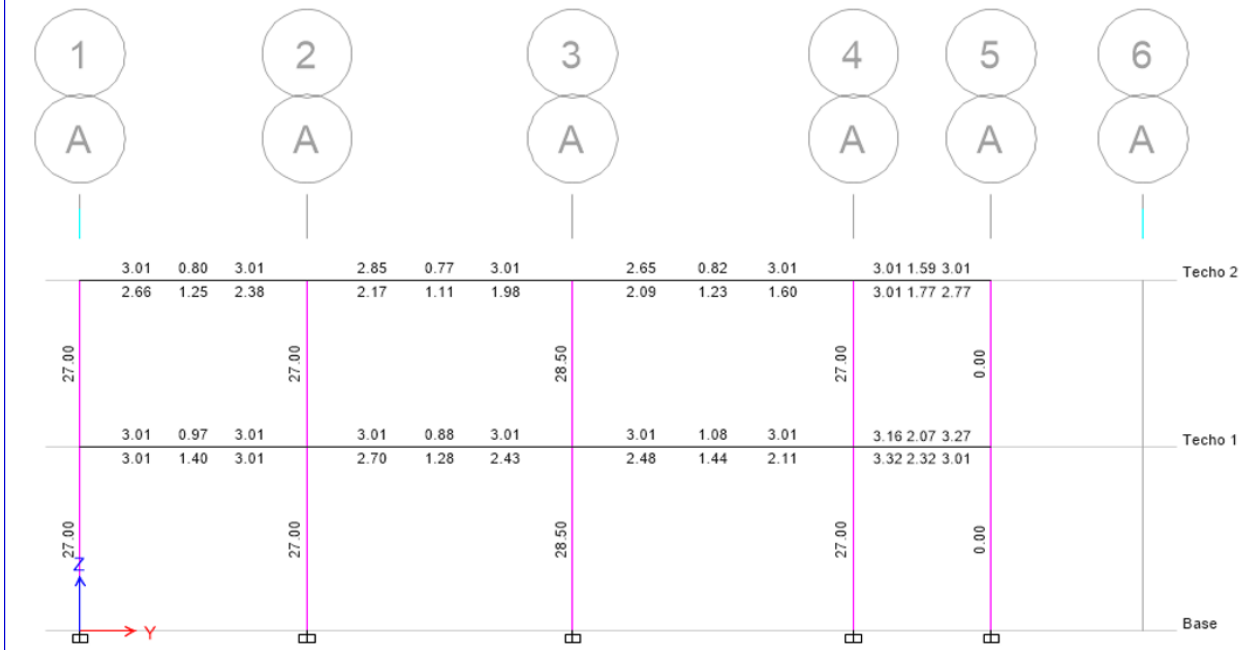 1 2 3 4 5 6
A A A A A A
3.01 0.80 3.01 2.85 0.77 3.01 2.65 0.82 3.01 3.01 1.59 3.01
Techo 2
2.66 1.25 2.38 2.17 1.11 1.98 2.09 1.23 1.60 3.01 1.77 2.77
27.00 27.00 28.50 27.00 0.00
3.01 0.97 3.01 3.01 0.88 3.01 3.01 1.08 3.01 3.16 2.07 3.27
Techo 1
3.01 1.40 3.01 2.70 1.28 2.43 2.48 1.44 2.11 3.32 2.32 3.01
27.00 27.00 28.50 27.00 0.00
Z
Y
Base